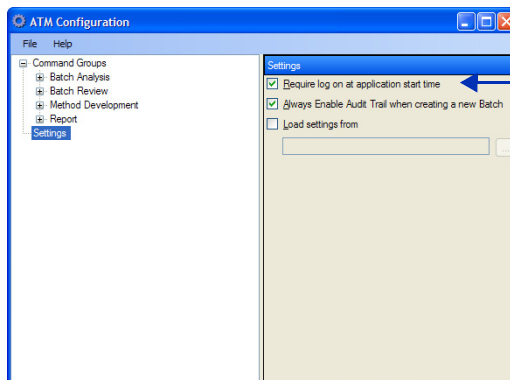 ATM Configuration
File Help
Command Groups
Batch Analysis
Batch Review
Method Development
Report
Settings
Settings
Require log on at application start time
Always Enable Audit Trail when creating a new Batch
Load settings from
...